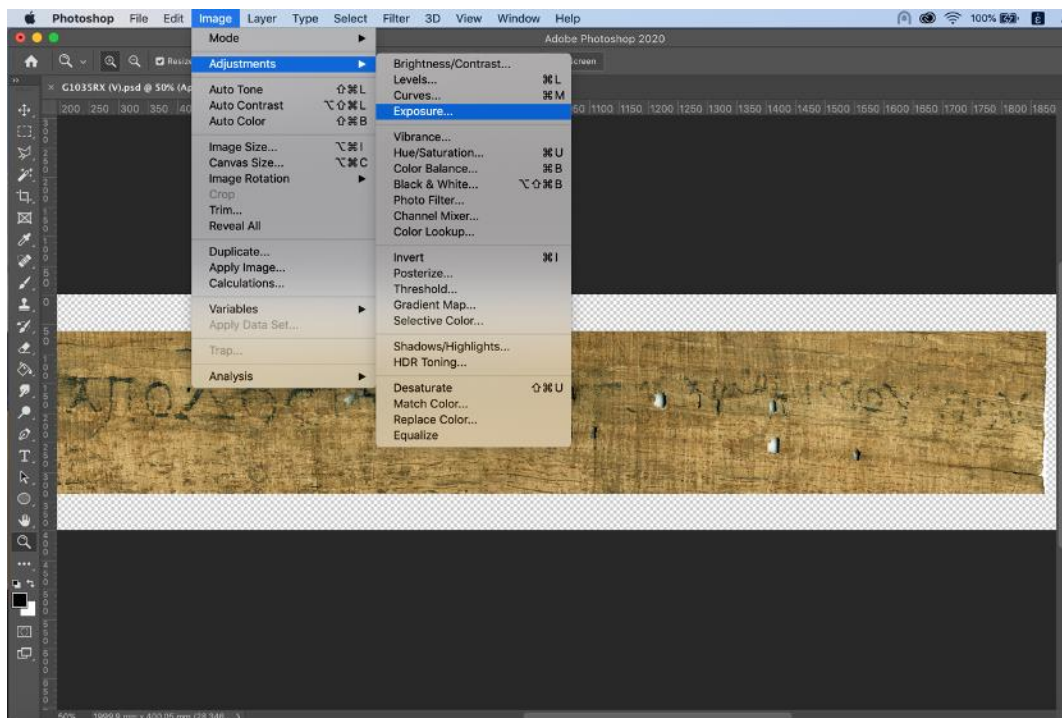 Photoshop File Edit Image Layer Type Select Filter 3D View Window Help 100%
Adobe Photoshop 2020
G1035RX (V).psd @ 50%
200 250 300 350
1100 1150 1200 1250 1300 1350 1400 1450 1500 1550 1600 1650 1700 1750 1800 1850
Mode
Adjustments
Auto Tone ⇧⌘L
Auto Contrast ⌥⇧⌘L
Auto Color ⇧⌘B
Image Size... ⌥⌘I
Canvas Size... ⌥⌘C
Image Rotation
Crop
Trim...
Reveal All
Duplicate...
Apply Image...
Calculations...
Variables
Apply Data Set...
Trap...
Analysis
Brightness/Contrast...
Levels... ⌘L
Curves... ⌘M
Exposure...
Vibrance...
Hue/Saturation... ⌘U
Color Balance... ⌘B
Black & White... ⌥⇧⌘B
Photo Filter...
Channel Mixer...
Color Lookup...
Invert ⌘I
Posterize...
Threshold...
Gradient Map...
Selective Color...
Shadows/Highlights...
HDR Toning...
Desaturate ⇧⌘U
Match Color...
Replace Color...
Equalize
50%